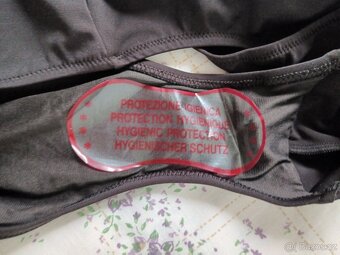 PROTEZIONE IGIENICA
PROTECTION HYGIENIQUE
HYGIENIC PROTECTION
HYGIENISCHER SCHUTZ